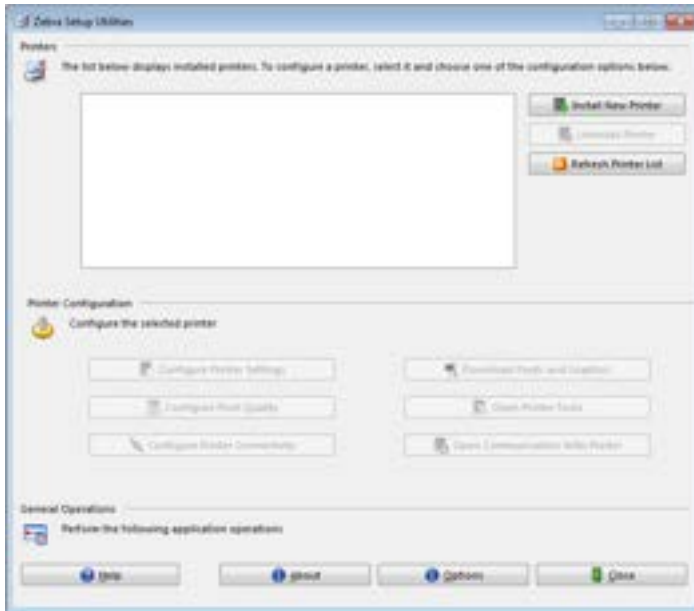 Zebra Setup Utilities
Printers
The list below displays installed printers. To configure a printer, select it and choose one of the configuration options below.
Install New Printer
Uninstall Printer
Refresh Printer List
Printer Configuration
Configure the selected printer
Configure Printer Settings
Download Fonts and Graphics
Configure Print Quality
Open Printer Tools
Configure Printer Connectivity
Open Communication With Printer
General Operations
Perform the following application operations
Help
About
Options
Close